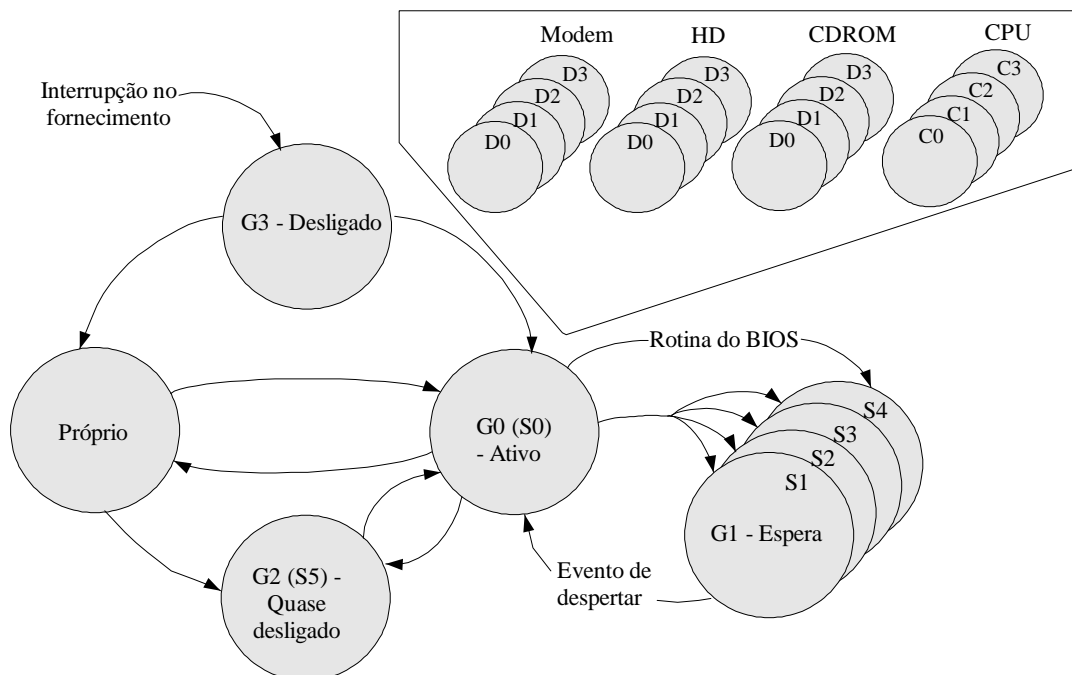 Modem
HD
CDROM
CPU
D3
D2
D1
D0
D3
D2
D1
D0
D3
D2
D1
D0
C3
C2
C1
C0
Interrupção no
fornecimento
G3 - Desligado
Rotina do BIOS
Próprio
G0 (S0)
- Ativo
S4
S3
S2
S1
G1 - Espera
G2 (S5) -
Quase
desligado
Evento de
despertar